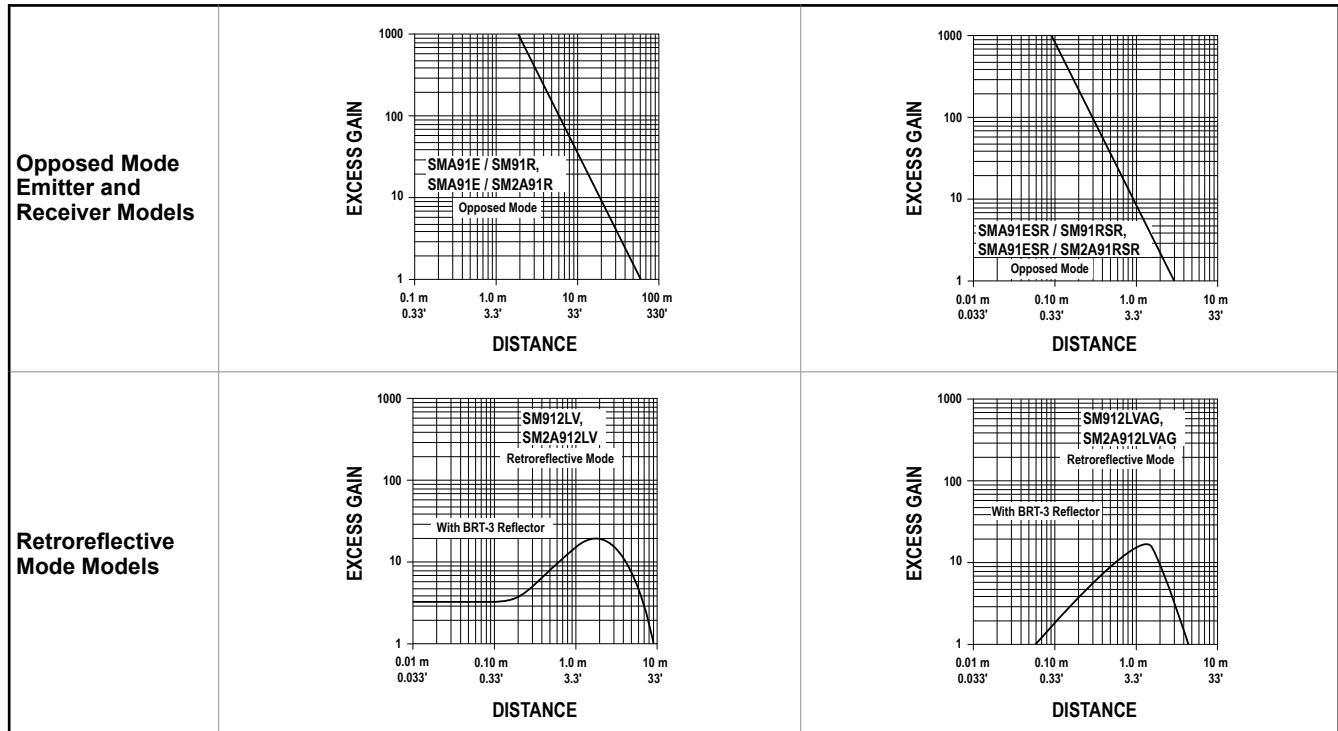 Opposed Mode
Emitter and
Receiver Models
EXCESS GAIN
1000
100
10
1
SMA91E / SM91R,
SMA91E / SM2A91R
Opposed Mode
0.1 m 1.0 m 10 m 100 m
0.33' 3.3' 33' 330'
DISTANCE
EXCESS GAIN
1000
100
10
1
SMA91ESR / SM91RSR,
SMA91ESR / SM2A91RSR
Opposed Mode
0.01 m 0.10 m 1.0 m 10 m
0.033' 0.33' 3.3' 33'
DISTANCE
Retroreflective
Mode Models
EXCESS GAIN
1000
100
10
1
SM912LV,
SM2A912LV
Retroreflective Mode
With BRT-3 Reflector
0.01 m 0.10 m 1.0 m 10 m
0.033' 0.33' 3.3' 33'
DISTANCE
EXCESS GAIN
1000
100
10
1
SM912LVAG,
SM2A912LVAG
Retroreflective Mode
With BRT-3 Reflector
0.01 m 0.10 m 1.0 m 10 m
0.033' 0.33' 3.3' 33'
DISTANCE